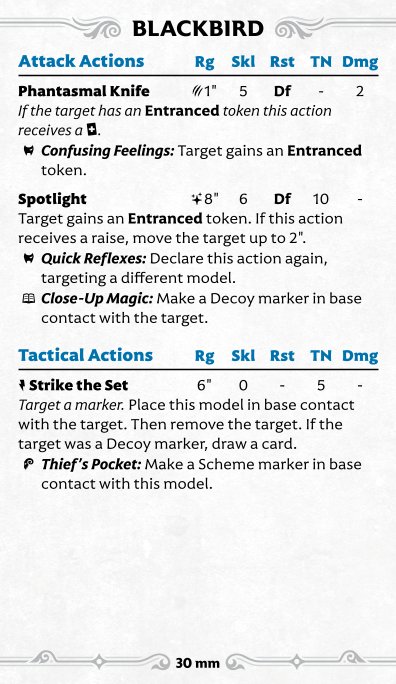 BLACKBIRD
Attack Actions Rg Skl Rst TN Dmg
Phantasmal Knife 1" 5 Df - 2
If the target has an Entranced token this action
receives a .
Confusing Feelings: Target gains an Entranced
token.
Spotlight 8" 6 Df 10 -
Target gains an Entranced token. If this action
receives a raise, move the target up to 2".
Quick Reflexes: Declare this action again,
targeting a different model.
Close-Up Magic: Make a Decoy marker in base
contact with the target.
Tactical Actions Rg Skl Rst TN Dmg
Strike the Set 6" 0 - 5 -
Target a marker. Place this model in base contact
with the target. Then remove the target. If the
target was a Decoy marker, draw a card.
Thief's Pocket: Make a Scheme marker in base
contact with this model.
30 mm